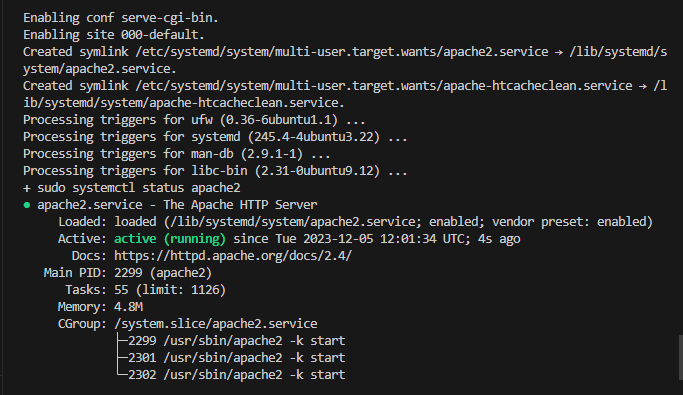 Enabling conf serve-cgi-bin.
Enabling site 000-default.
Created symlink /etc/systemd/system/multi-user.target.wants/apache2.service → /lib/systemd/s
ystem/apache2.service.
Created symlink /etc/systemd/system/multi-user.target.wants/apache-htcacheclean.service → /l
ib/systemd/system/apache-htcacheclean.service.
Processing triggers for ufw (0.36-6ubuntu1.1) ...
Processing triggers for systemd (245.4-4ubuntu3.22) ...
Processing triggers for man-db (2.9.1-1) ...
Processing triggers for libc-bin (2.31-0ubuntu9.12) ...
+ sudo systemctl status apache2
● apache2.service - The Apache HTTP Server
     Loaded: loaded (/lib/systemd/system/apache2.service; enabled; vendor preset: enabled)
     Active: active (running) since Tue 2023-12-05 12:01:34 UTC; 4s ago
       Docs: https://httpd.apache.org/docs/2.4/
   Main PID: 2299 (apache2)
      Tasks: 55 (limit: 1126)
     Memory: 4.8M
     CGroup: /system.slice/apache2.service
             ├─2299 /usr/sbin/apache2 -k start
             ├─2301 /usr/sbin/apache2 -k start
             └─2302 /usr/sbin/apache2 -k start